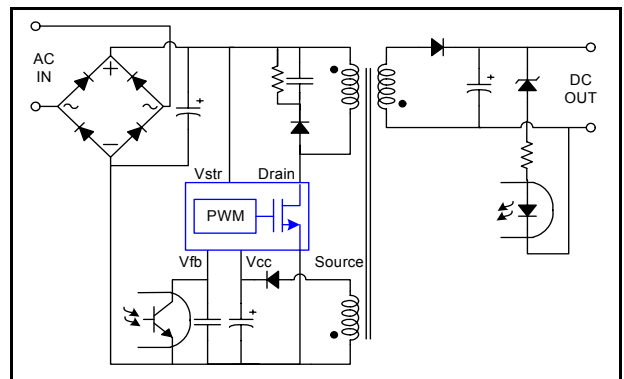 AC
IN
+
~
~
−
+
+
DC
OUT
Vstr
Drain
PWM
Vfb
Vcc
Source
+